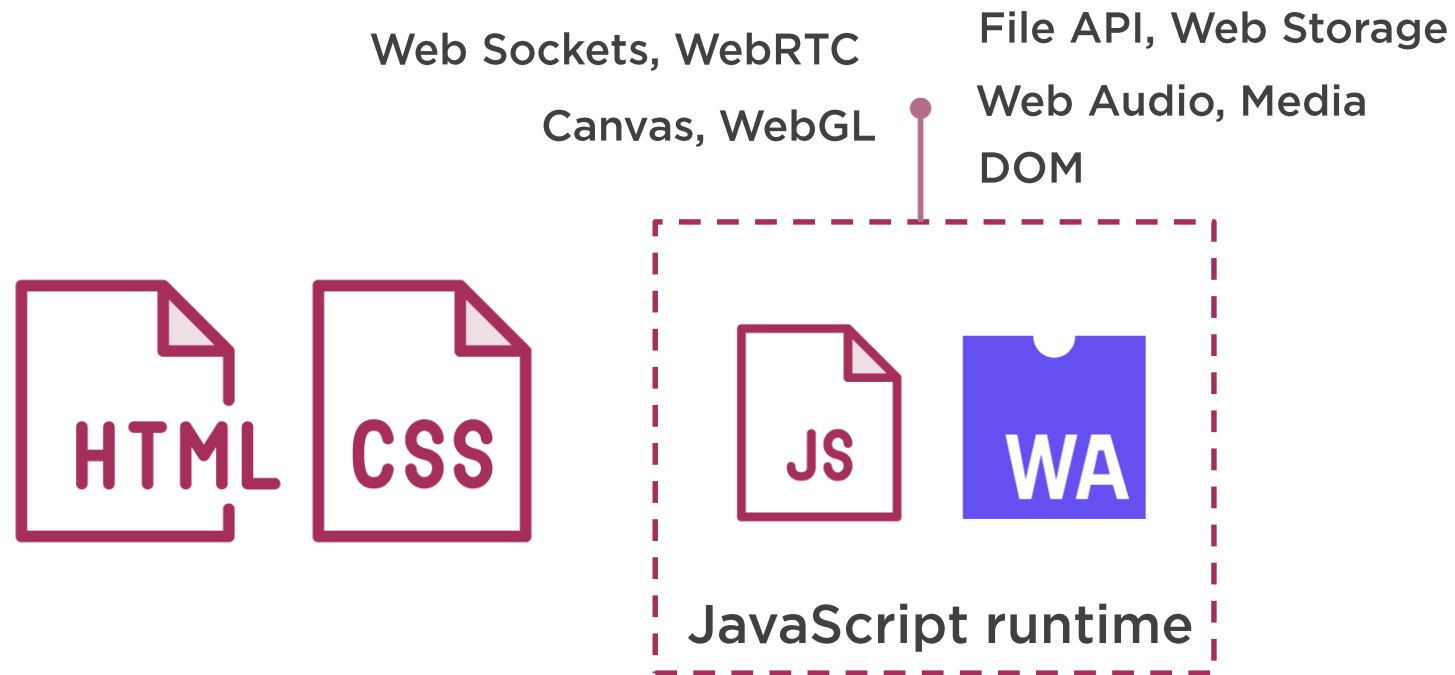 Web Sockets, WebRTC
Canvas, WebGL
File API, Web Storage
Web Audio, Media
DOM
HTML
CSS
JS
WA
JavaScript runtime